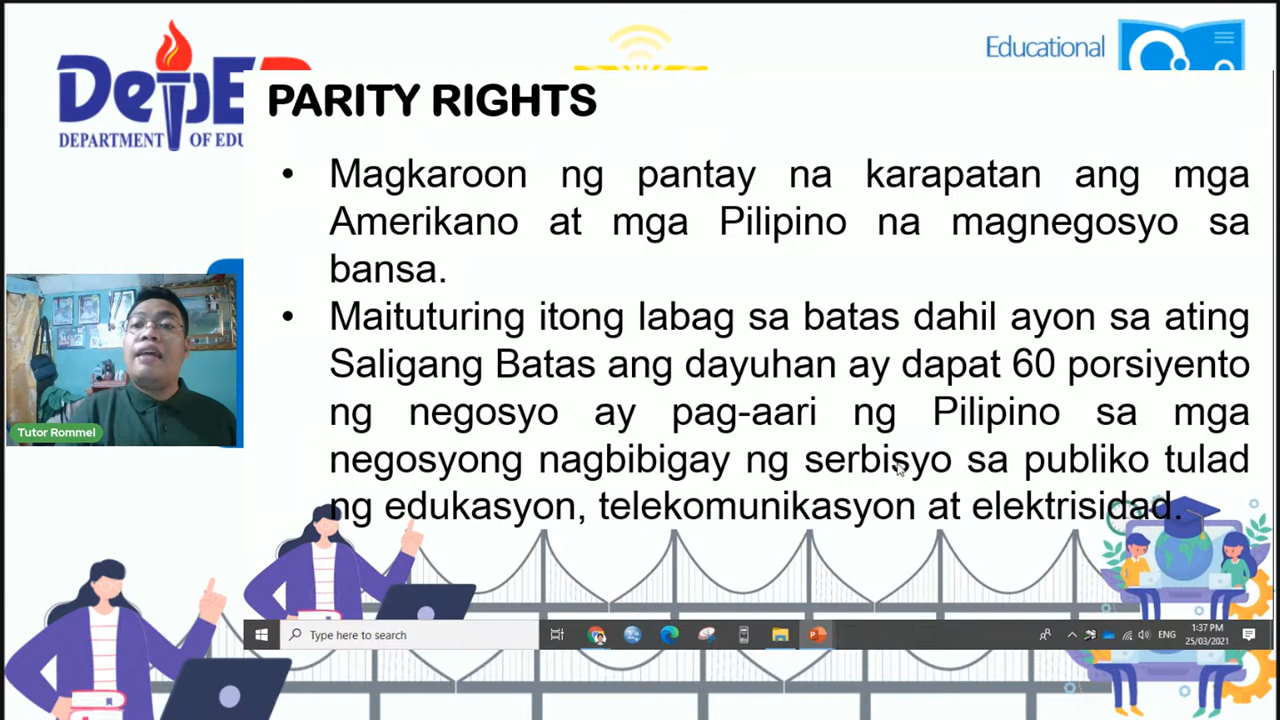 Educational
DepED
DEPARTMENT OF EDU
PARITY RIGHTS
• Magkaroon ng pantay na karapatan ang mga
Amerikano at mga Pilipino na magnegosyo sa
bansa.
• Maituturing itong labag sa batas dahil ayon sa ating
Saligang Batas ang dayuhan ay dapat 60 porsiyento
ng negosyo ay pag-aari ng Pilipino sa mga
negosyong nagbibigay ng serbisyo sa publiko tulad
ng edukasyon, telekomunikasyon at elektrisidad.
Tutor Rommel
Type here to search
ENG
1:37 PM
25/03/2021